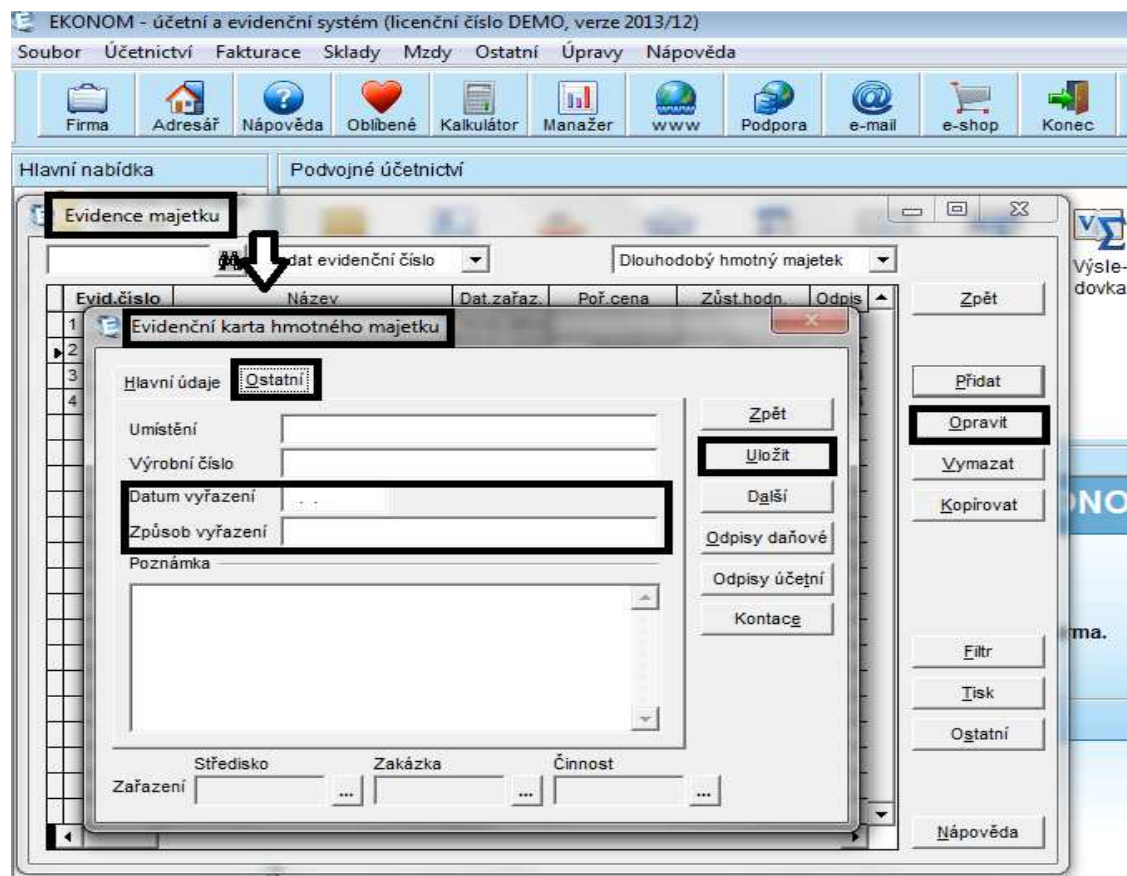 EKONOM - účetní a evidenční systém (licenční číslo DEMO, verze 2013/12)
Soubor Účetnictví Fakturace Sklady Mzdy Ostatní Úpravy Nápověda
Firma Adresář Nápověda Oblíbené Kalkulátor Manažer www Podpora e-mail e-shop Konec
Hlavní nabídka Podvojné účetnictví
Evidence majetku
dat evidenční číslo Dlouhodobý hmotný majetek
Výsle-
dovka
Evid.číslo Název Dat.zařaz. Poř.cena Zůst.hodn. Odpis Zpět
1
2
3
4
Evidenční karta hmotného majetku
Hlavní údaje Ostatní
Umístění
Výrobní číslo
Datum vyřazení . .
Způsob vyřazení
Poznámka
Zpět
Uložit
Další
Odpisy daňové
Odpisy účetní
Kontace
Středisko Zakázka Činnost
Zařazení ... ... ...
Přidat
Opravit
Vymazat
Kopírovat
Filtr
Tisk
Ostatní
Nápověda
NO
ma.